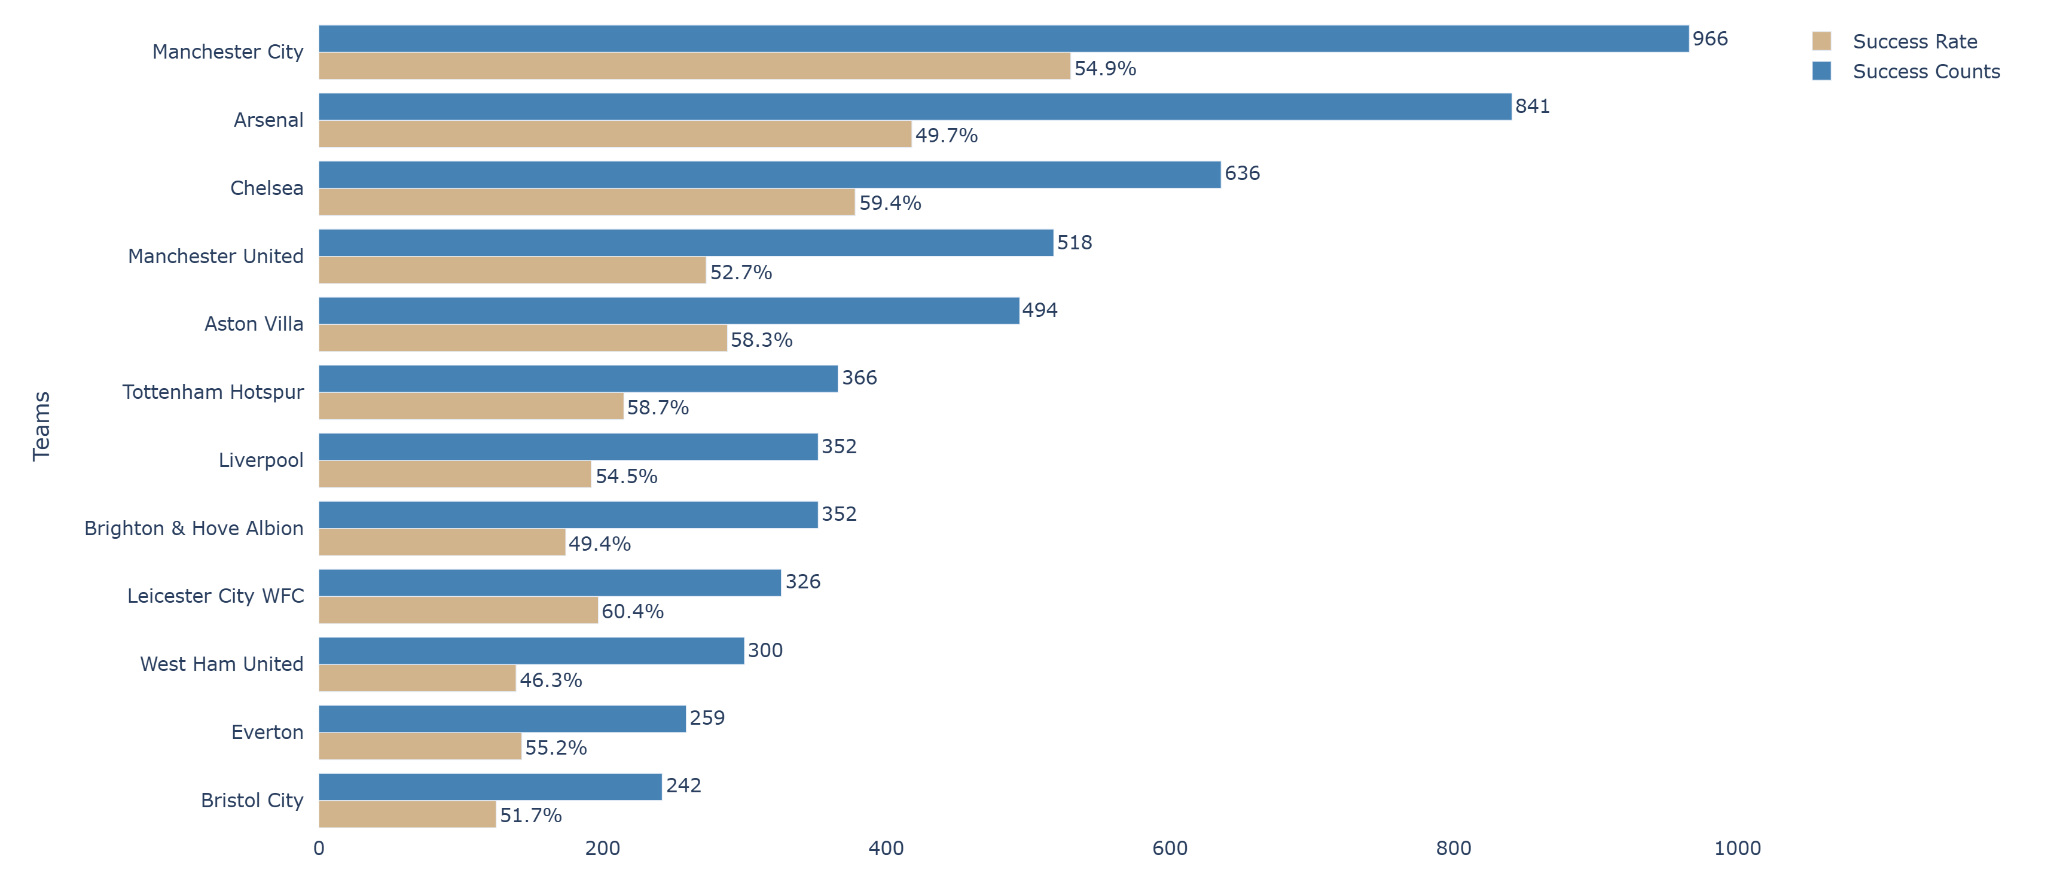 Manchester City 966
54.9%
Arsenal 841
49.7%
Chelsea 636
59.4%
Manchester United 518
52.7%
Aston Villa 494
58.3%
Tottenham Hotspur 366
58.7%
Liverpool 352
54.5%
Brighton & Hove Albion 352
49.4%
Leicester City WFC 326
60.4%
West Ham United 300
46.3%
Everton 259
55.2%
Bristol City 242
51.7%
0 200 400 600 800 1000
Teams
Success Rate
Success Counts